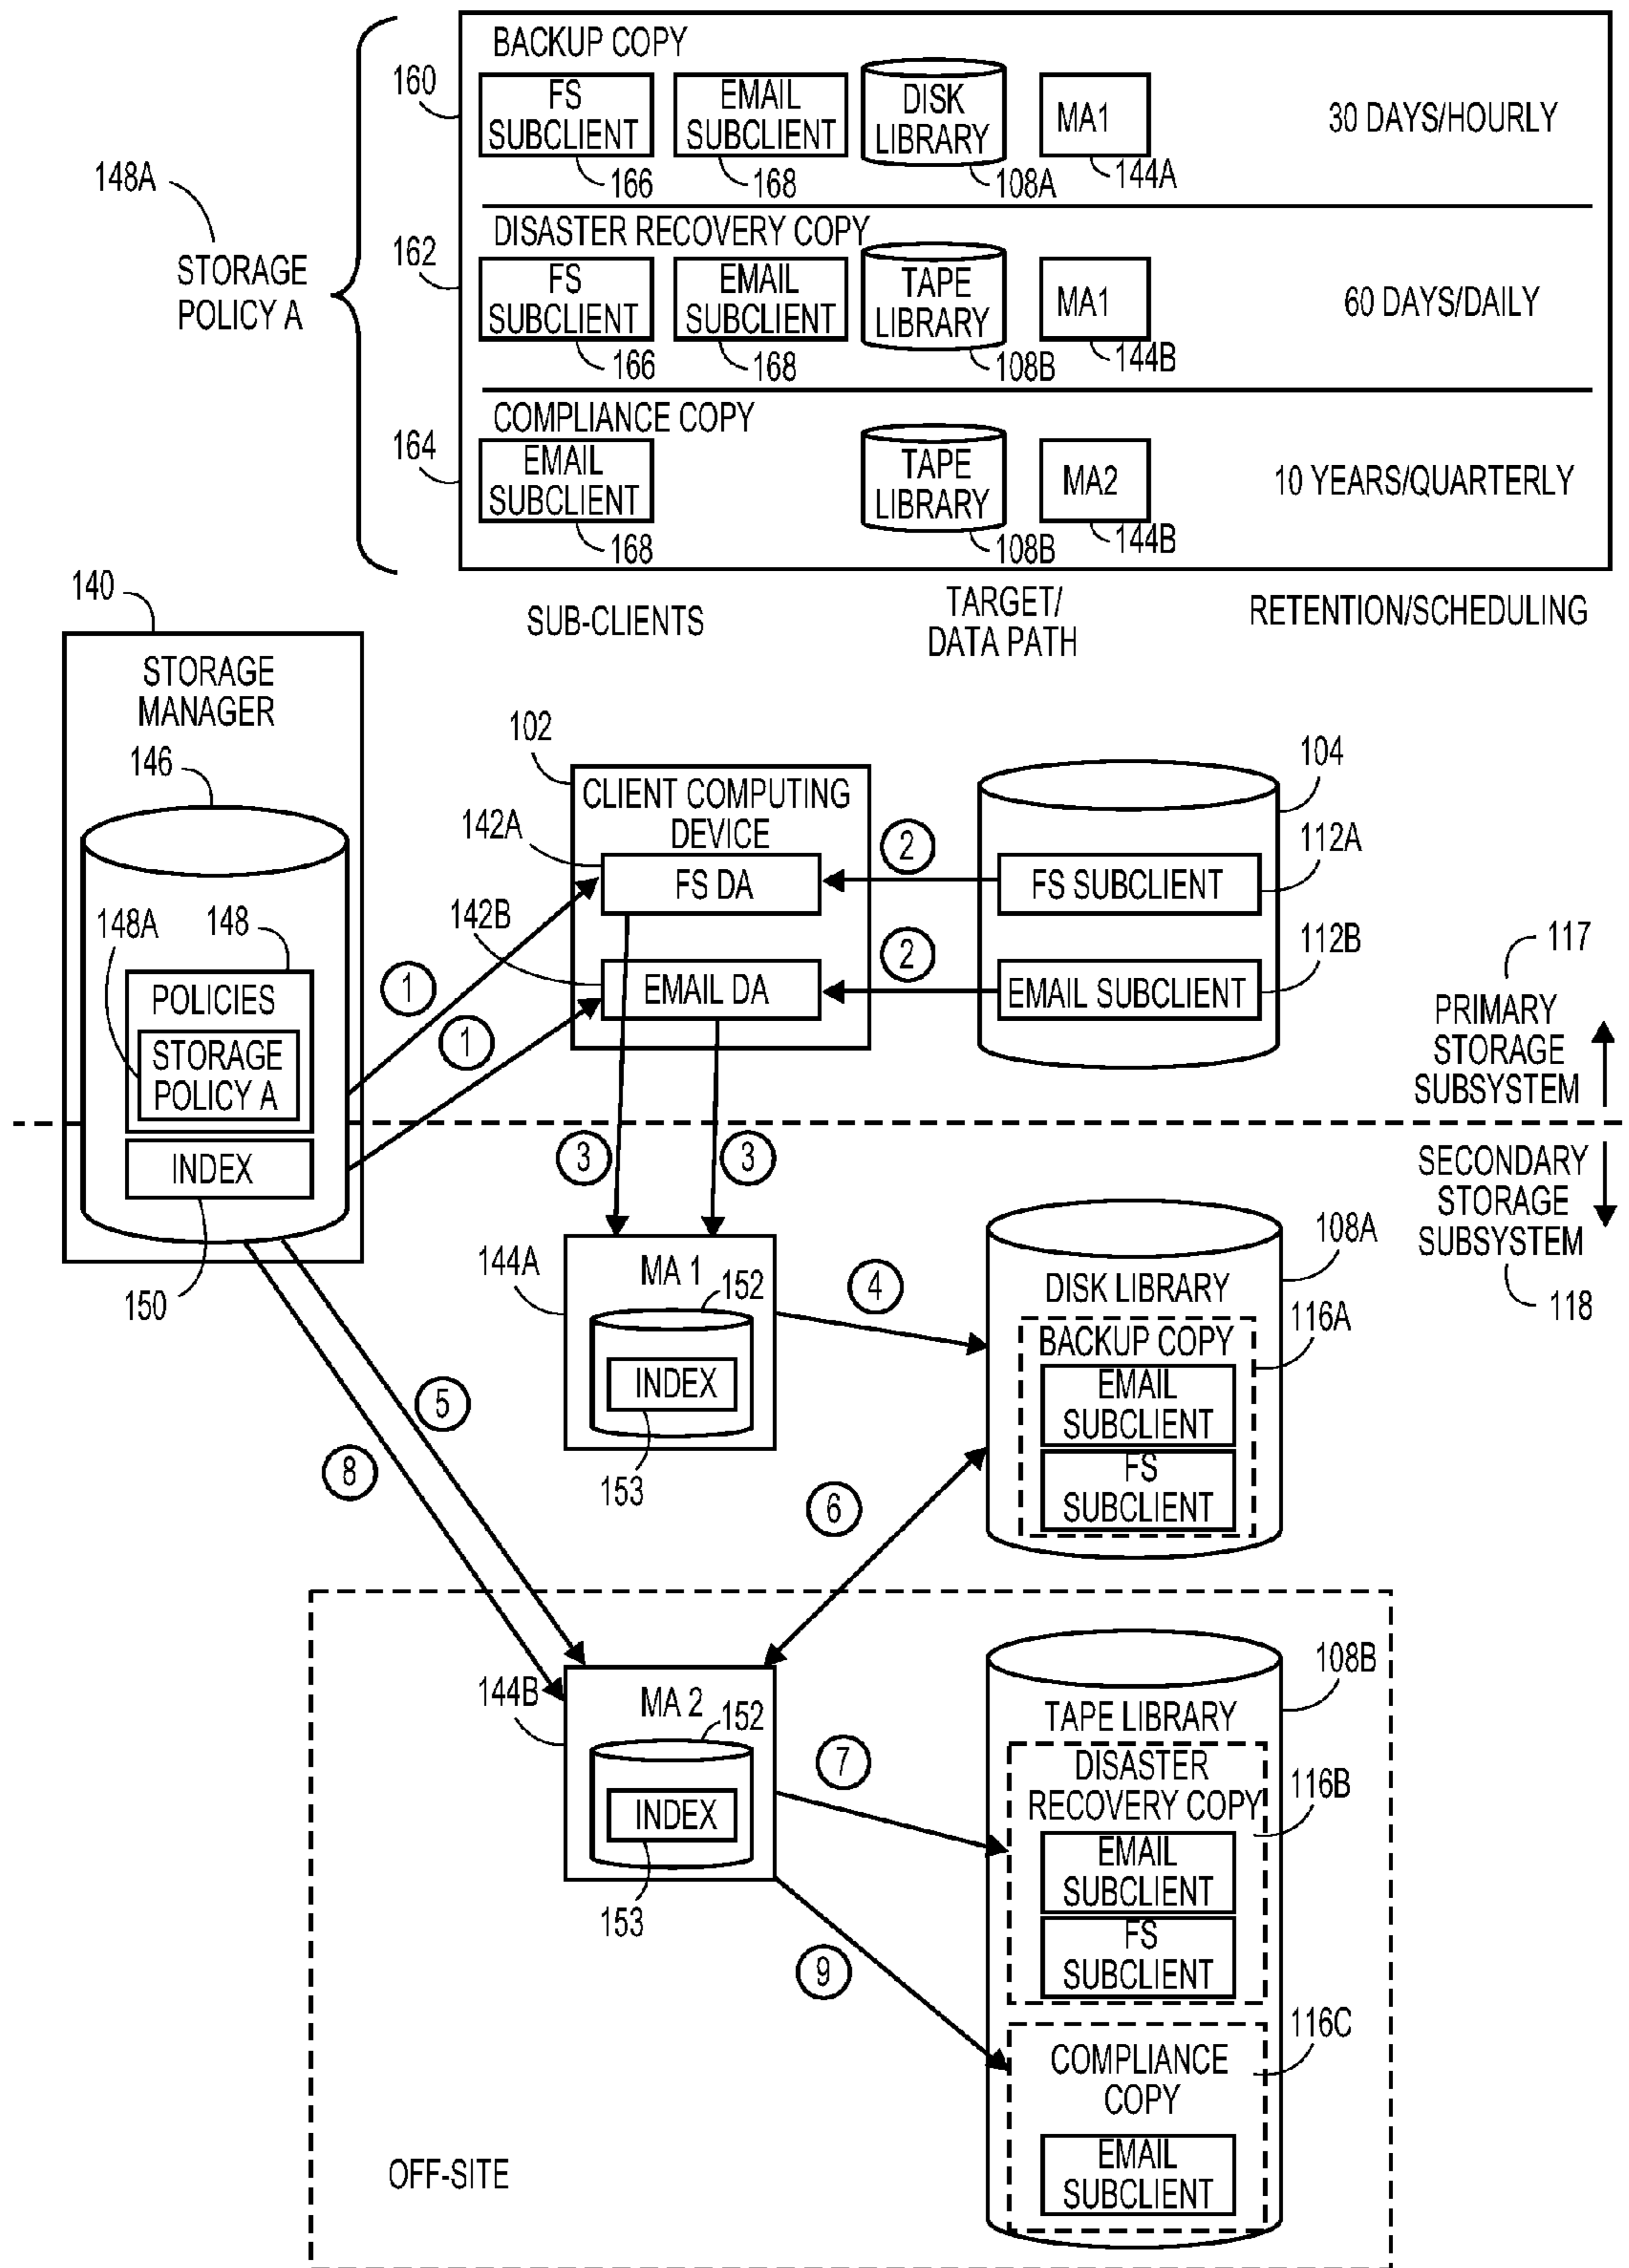 BACKUP COPY
160
FS
SUBCLIENT
166
EMAIL
SUBCLIENT
168
DISK
LIBRARY
108A
MA1
144A
30 DAYS/HOURLY
148A
STORAGE
POLICY A
DISASTER RECOVERY COPY
162
FS
SUBCLIENT
166
EMAIL
SUBCLIENT
168
TAPE
LIBRARY
108B
MA1
144B
60 DAYS/DAILY
COMPLIANCE COPY
164
EMAIL
SUBCLIENT
168
TAPE
LIBRARY
108B
MA2
144B
10 YEARS/QUARTERLY
SUB-CLIENTS
TARGET/
DATA PATH
RETENTION/SCHEDULING
140
STORAGE
MANAGER
146
148A
148
POLICIES
STORAGE
POLICY A
INDEX
150
1
1
102
CLIENT COMPUTING
DEVICE
142A
FS DA
142B
EMAIL DA
2
2
104
FS SUBCLIENT
112A
EMAIL SUBCLIENT
112B
117
PRIMARY
STORAGE
SUBSYSTEM
SECONDARY
STORAGE
SUBSYSTEM
118
3
3
144A
MA 1
152
INDEX
153
4
108A
DISK LIBRARY
BACKUP COPY
116A
EMAIL
SUBCLIENT
FS
SUBCLIENT
5
8
6
144B
MA 2
152
INDEX
153
7
9
108B
TAPE LIBRARY
DISASTER
RECOVERY COPY
116B
EMAIL
SUBCLIENT
FS
SUBCLIENT
116C
COMPLIANCE
COPY
EMAIL
SUBCLIENT
OFF-SITE